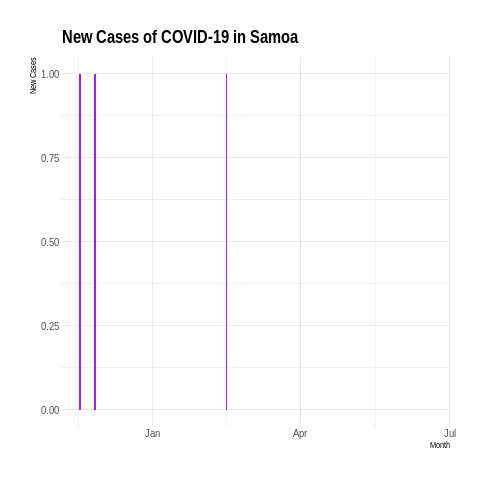 New Cases of COVID-19 in Samoa
New Cases
1.00
0.75
0.50
0.25
0.00
Jan
Apr
Jul
Month